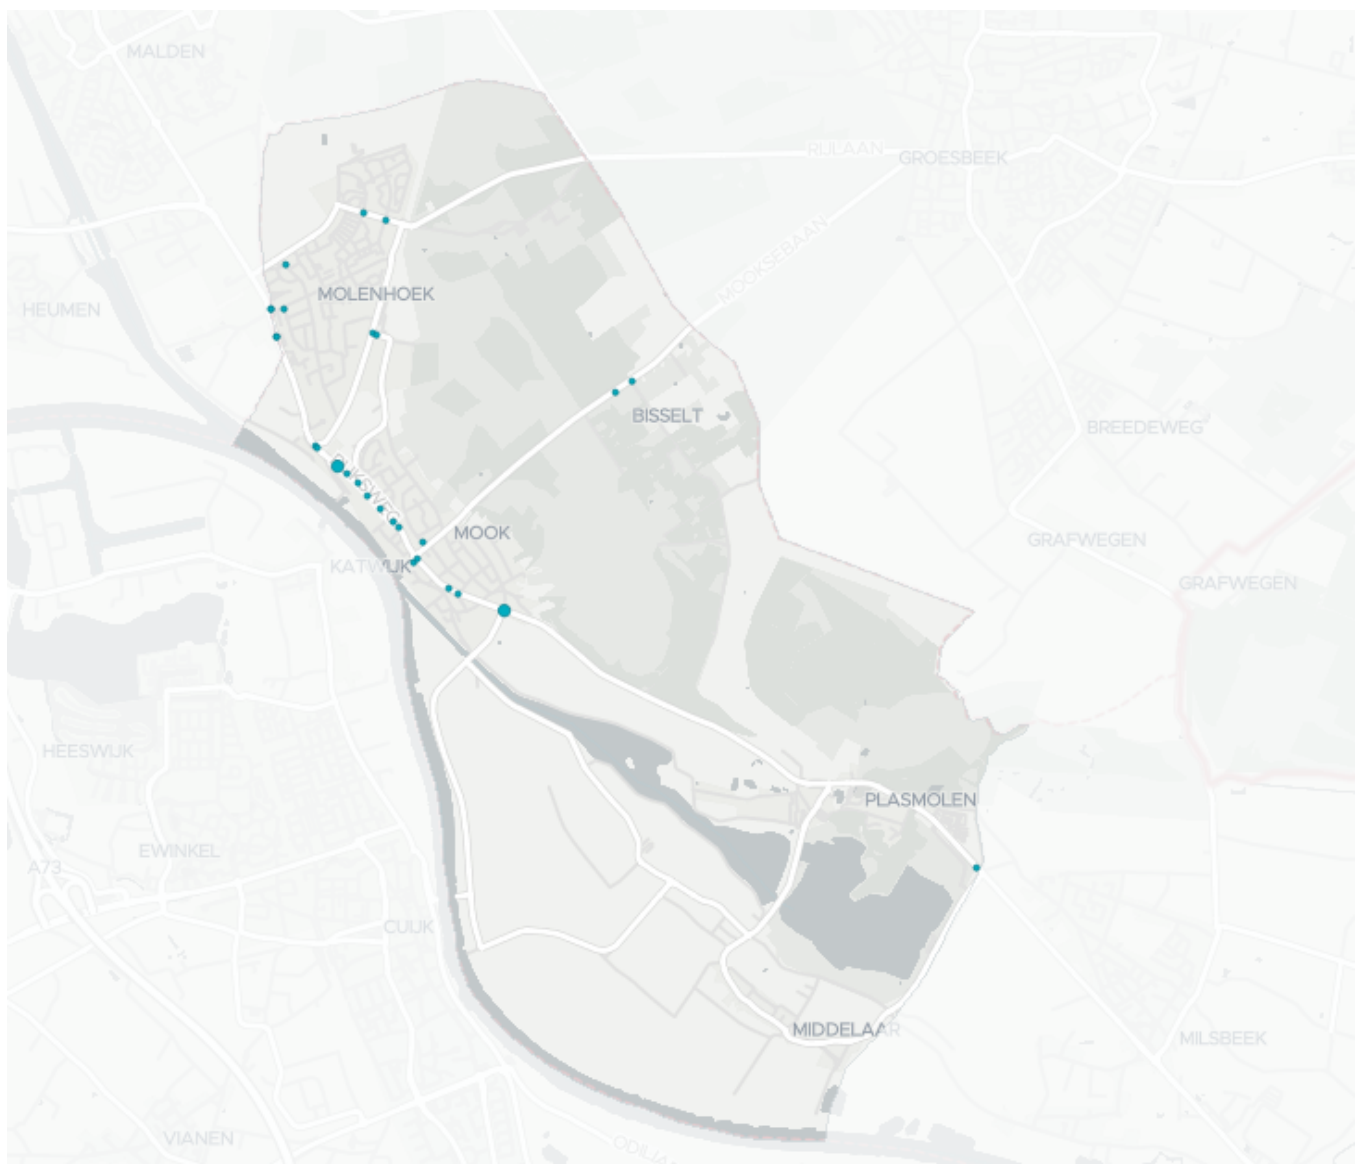 MALDEN
RIJLAAN
GROESBEEK
MOOKSEBAAN
MOLENHOEK
HEUMEN
BISSELT
BREEDEWEG
RIJKSWEG
MOOK
GRAFWEGEN
KATWIJK
GRAFWEGEN
HEESWIJK
PLASMOLEN
EWINKEL
A73
CUIJK
MIDDELAAR
MILSBEEK
VIANEN